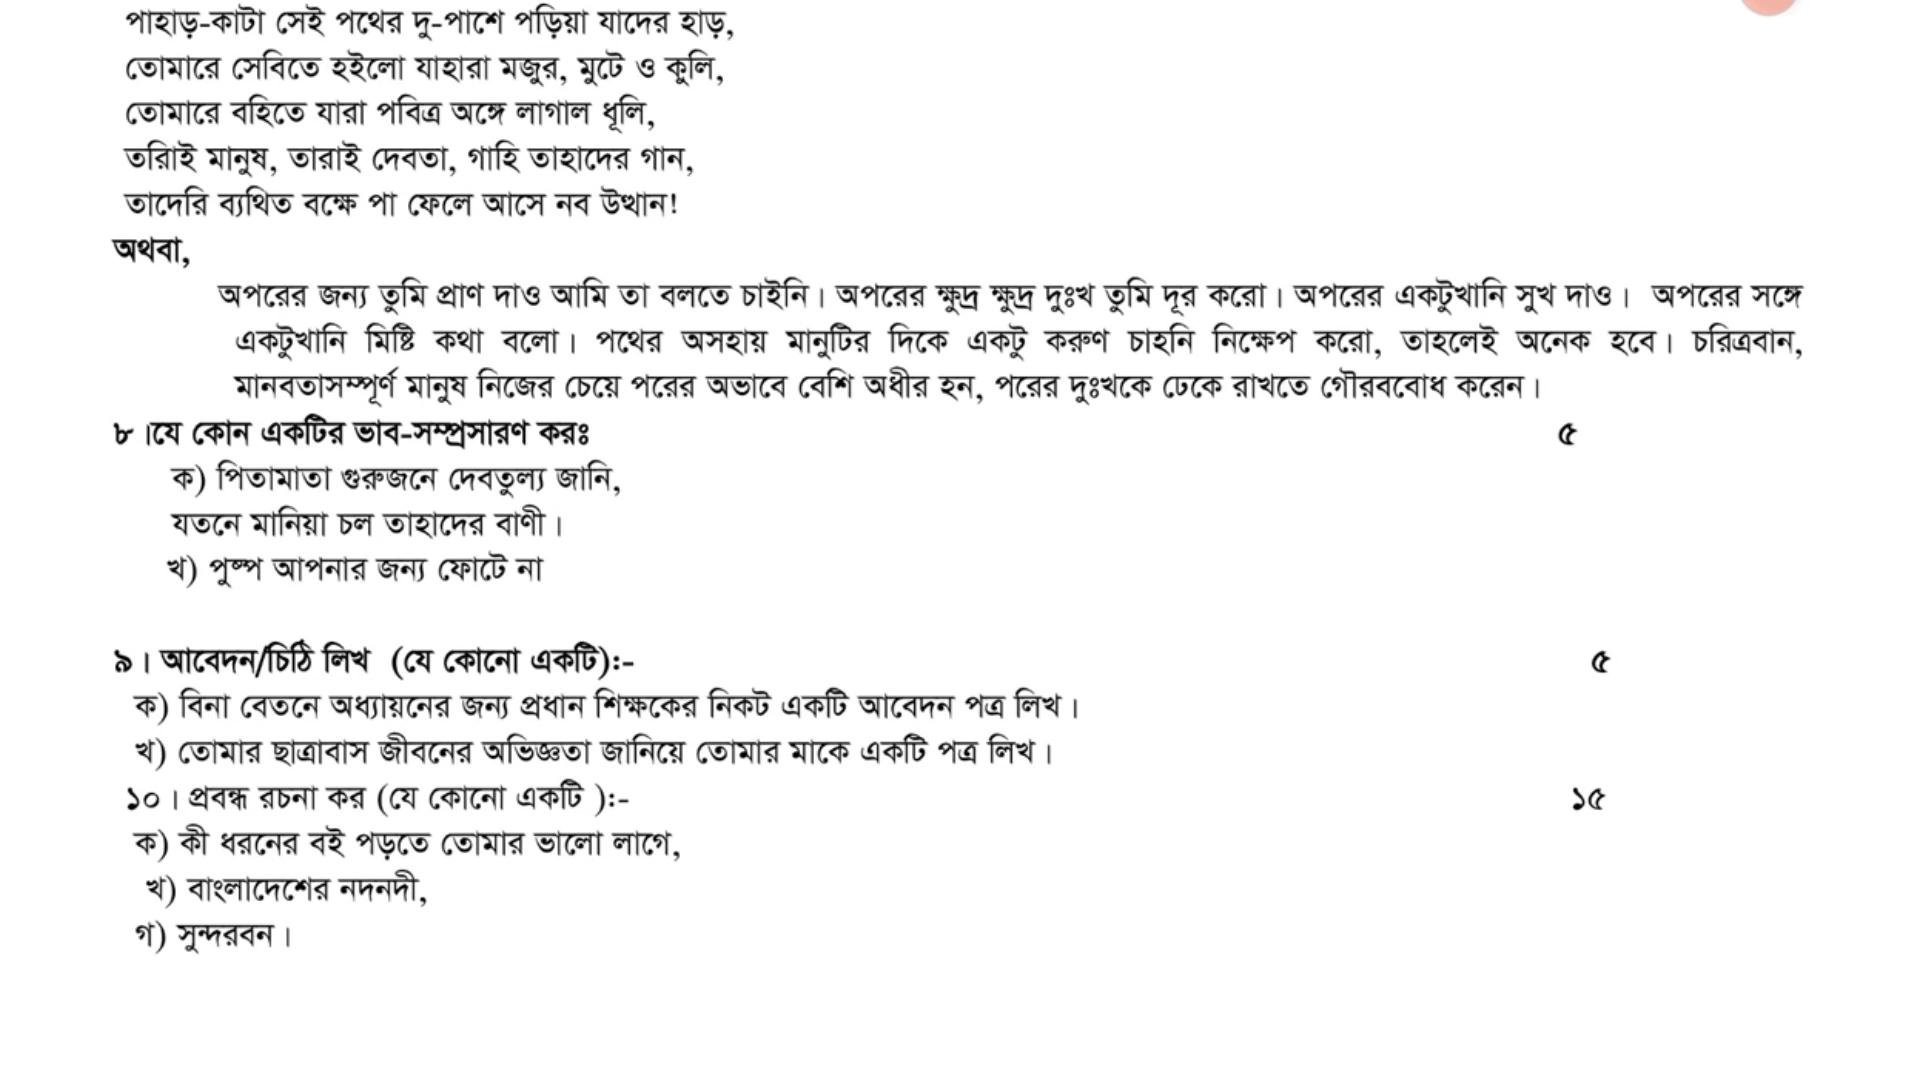 পাহাড়-কাটা সেই পথের দু-পাশে পড়িয়া যাদের হাড়,
তোমারে সেবিতে হইলো যাহারা মজুর, মুটে ও কুলি,
তোমারে বহিতে যারা পবিত্র অঙ্গে লাগাল ধূলি,
তারাই মানুষ, তারাই দেবতা, গাহি তাহাদের গান,
তাদেরি ব্যথিত বক্ষে পা ফেলে আসে নব উত্থান!
অথবা,
অপরের জন্য তুমি প্রাণ দাও আমি তা বলতে চাইনি। অপরের ক্ষুদ্র ক্ষুদ্র দুঃখ তুমি দূর করো। অপরের একটুখানি সুখ দাও। অপরের সঙ্গে
একটুখানি মিষ্টি কথা বলো। পথের অসহায় মানুটির দিকে একটু করুণ চাহনি নিক্ষেপ করো, তাহলেই অনেক হবে। চরিত্রবান,
মানবতাসম্পূর্ণ মানুষ নিজের চেয়ে পরের অভাবে বেশি অধীর হন, পরের দুঃখকে ঢেকে রাখতে গৌরববোধ করেন।
৮।যে কোন একটির ভাব-সম্প্রসারণ করঃ ৫
ক) পিতামাতা গুরুজনে দেবতুল্য জানি,
যতনে মানিয়া চল তাহাদের বাণী।
খ) পুষ্প আপনার জন্য ফোটে না
৯। আবেদন/চিঠি লিখ (যে কোনো একটি):- ৫
ক) বিনা বেতনে অধ্যায়নের জন্য প্রধান শিক্ষকের নিকট একটি আবেদন পত্র লিখ।
খ) তোমার ছাত্রাবাস জীবনের অভিজ্ঞতা জানিয়ে তোমার মাকে একটি পত্র লিখ।
১০। প্রবন্ধ রচনা কর (যে কোনো একটি ):- ১৫
ক) কী ধরনের বই পড়তে তোমার ভালো লাগে,
খ) বাংলাদেশের নদনদী,
গ) সুন্দরবন।